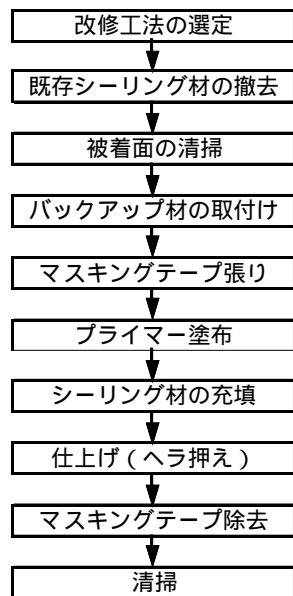 改修工法の選定
既存シーリング材の撤去
被着面の清掃
バックアップ材の取付け
マスキングテープ張り
プライマー塗布
シーリング材の充填
仕上げ(ヘラ押え)
マスキングテープ除去
清掃